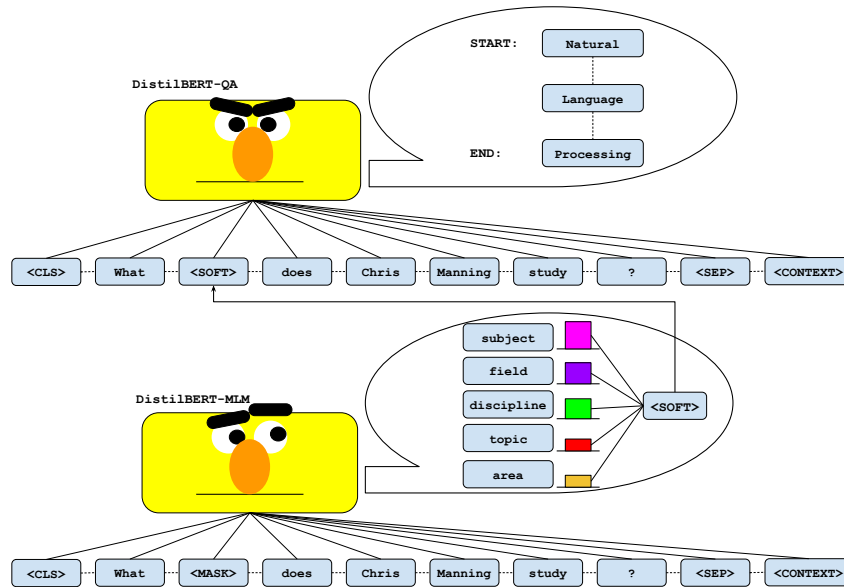 START: Natural
DistilBERT-QA
Language
END: Processing
<CLS> What <SOFT> does Chris Manning study ? <SEP> <CONTEXT>
subject
field
DistilBERT-MLM
discipline <SOFT>
topic
area
<CLS> What <MASK> does Chris Manning study ? <SEP> <CONTEXT>